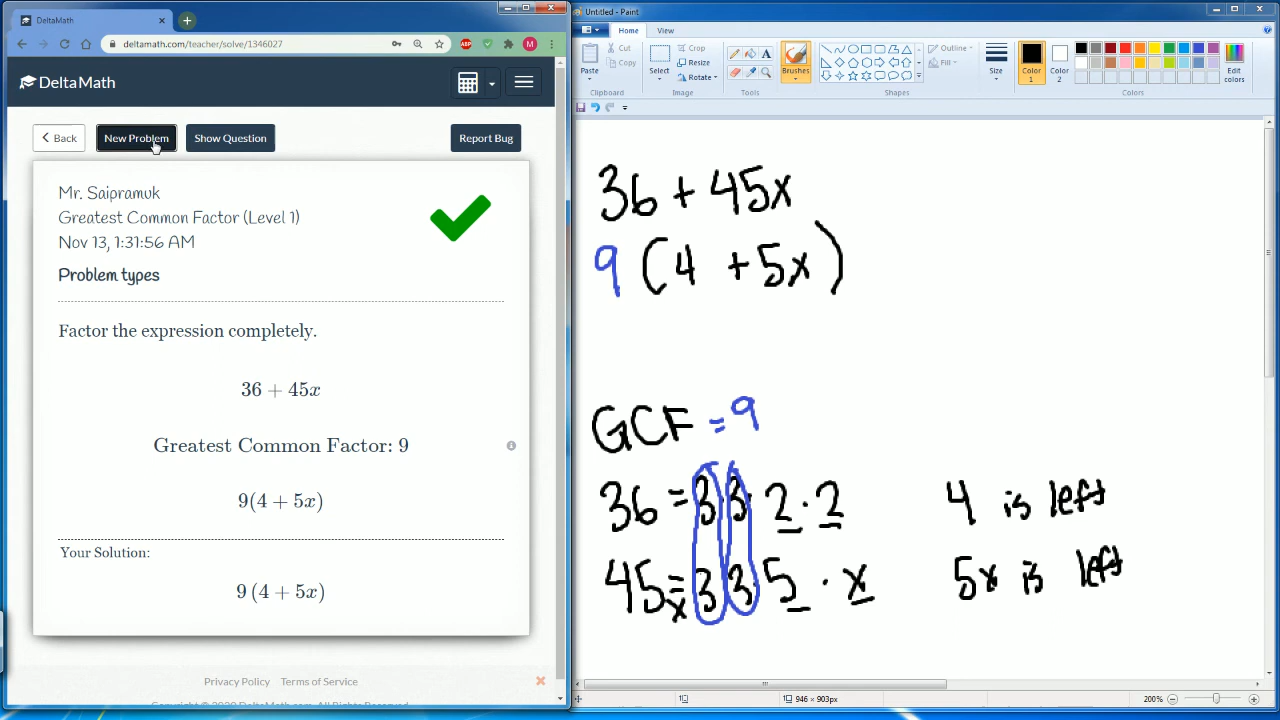 DeltaMath
deltamath.com/teacher/solve/1346027
ABP
M
DeltaMath
Back
New Problem
Show Question
Report Bug
Mr. Saipramuk
Greatest Common Factor (Level 1)
Nov 13, 1:31:56 AM
Problem types
Factor the expression completely.
36 + 45x
Greatest Common Factor: 9
9(4 + 5x)
Your Solution:
9 (4 + 5x)
Privacy Policy Terms of Service
Untitled - Paint
Home View
Paste
Cut
Copy
Clipboard
Select
Crop
Resize
Rotate
Image
A
Tools
Brushes
Shapes
Outline
Fill
Size
Color 1
Color 2
Colors
Edit colors
36 + 45x
9 (4 + 5x)
GCF = 9
36 = 3 · 3 · 2 · 2 4 is left
45x = 3 3 · 5 · x 5x is left
946 × 903px
200%